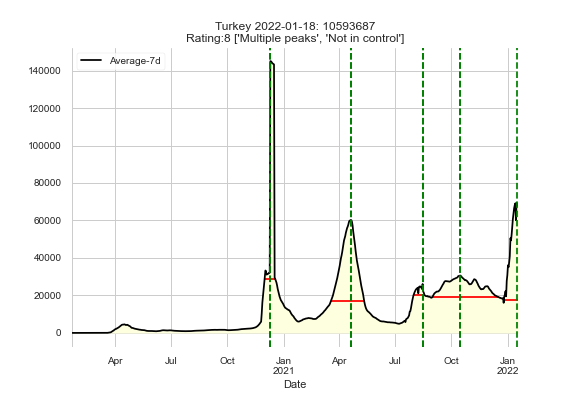 Turkey 2022-01-18: 10593687
Rating:8 ['Multiple peaks', 'Not in control']
Average-7d
140000
120000
100000
80000
60000
40000
20000
0
Apr Jul Oct Jan Apr Jul Oct Jan
2021 2022
Date